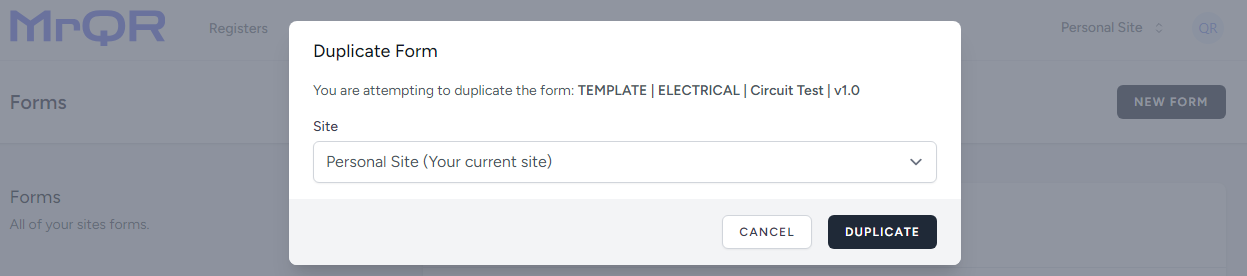 MrQR
Registers
Personal Site
QR
Duplicate Form
You are attempting to duplicate the form: TEMPLATE | ELECTRICAL | Circuit Test | v1.0
Forms
NEW FORM
Site
Personal Site (Your current site)
Forms
All of your sites forms.
CANCEL
DUPLICATE